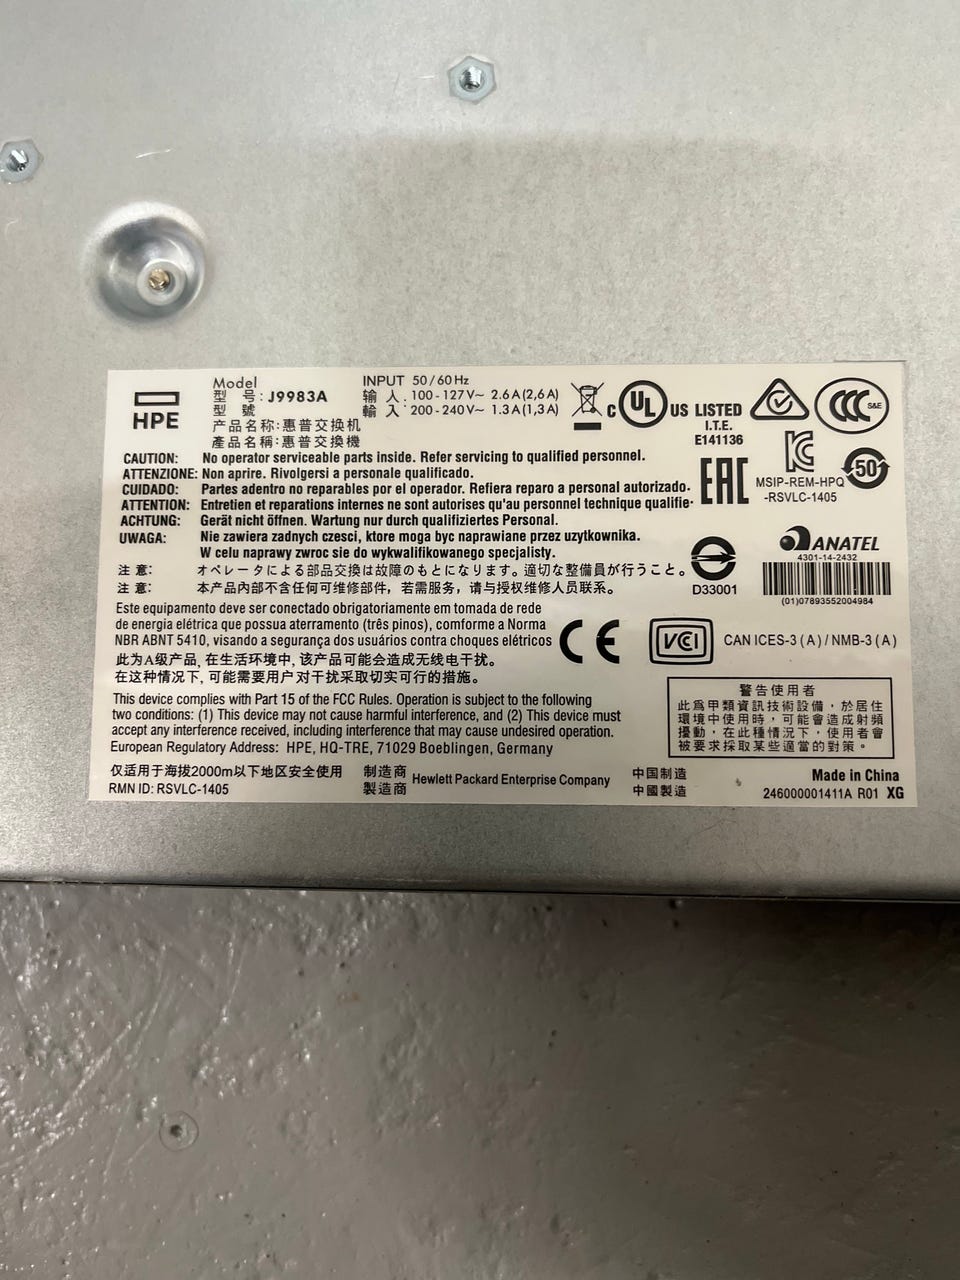 HPE
Model
型 号: J9983A
型 號
产品名称:惠普交换机
產品名稱:惠普交換機
INPUT 50/60Hz
输 入 . 100-127V~ 2.6A(2,6A)
輸 入 ˙ 200-240V~ 1.3A(1,3A)
C UL US LISTED
I.T.E.
E141136
CCC S&E
CAUTION: No operator serviceable parts inside. Refer servicing to qualified personnel.
ATTENZIONE: Non aprire. Rivolgersi a personale qualificado.
CUIDADO: Partes adentro no reparables por el operador. Refiera reparo a personal autorizado.
ATTENTION: Entretien et reparations internes ne sont autorises qu'au personnel technique qualifie.
ACHTUNG: Gerät nicht öffnen. Wartung nur durch qualifiziertes Personal.
UWAGA: Nie zawiera zadnych czesci, ktore moga byc naprawiane przez uzytkownika.
W celu naprawy zwroc sie do wykwalifikowanego specjalisty.
注 意: オペレータによる部品交換は故障のもとになります。適切な整備員が行うこと。
注 意: 本产品内部不含任何可维修部件，若需服务，请与授权维修人员联系。
EAC
KC
MSIP-REM-HPQ
-RSVLC-1405
50
D33001
ANATEL
4301-14-2432
(01)07893552004984
Este equipamento deve ser conectado obrigatoriamente em tomada de rede
de energia elétrica que possua aterramento (três pinos), comforme a Norma
NBR ABNT 5410, visando a segurança dos usuários contra choques elétricos
此为A级产品, 在生活环境中, 该产品可能会造成无线电干扰。
在这种情况下, 可能需要用户对干扰采取切实可行的措施。
CE
VCI
CAN ICES-3 (A) / NMB-3 (A)
This device complies with Part 15 of the FCC Rules. Operation is subject to the following
two conditions: (1) This device may not cause harmful interference, and (2) This device must
accept any interference received, including interference that may cause undesired operation.
European Regulatory Address: HPE, HQ-TRE, 71029 Boeblingen, Germany
警告使用者
此爲甲類資訊技術設備，於居住
環境中使用時，可能會造成射頻
擾動，在此種情況下，使用者會
被要求採取某些適當的對策。
仅适用于海拔2000m以下地区安全使用
RMN ID: RSVLC-1405
制造商
製造商
Hewlett Packard Enterprise Company
中国制造
中國製造
Made in China
246000001411A R01 XG